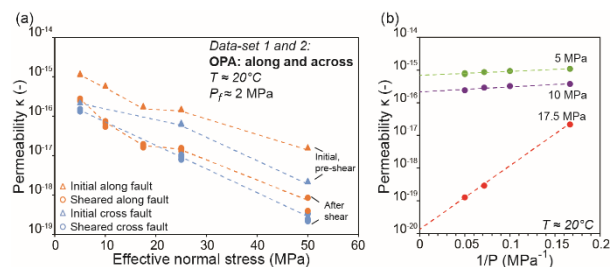 (a)
10-14
10-15
10-16
10-17
10-18
10-19
Permeability κ (m²)
Data-set 1 and 2:
OPA: along and across
T ≈ 20°C
Pf ≈ 2 MPa
Initial,
pre-shear
After
shear
Initial along fault
Sheared along fault
Initial cross fault
Sheared cross fault
0 10 20 30 40 50 60
Effective normal stress (MPa)
(b)
10-14
10-15
10-16
10-17
10-18
10-19
10-20
Permeability κ (m²)
5 MPa
10 MPa
17.5 MPa
T ≈ 20°C
0 0.05 0.1 0.15 0.2
1/P (MPa-1)